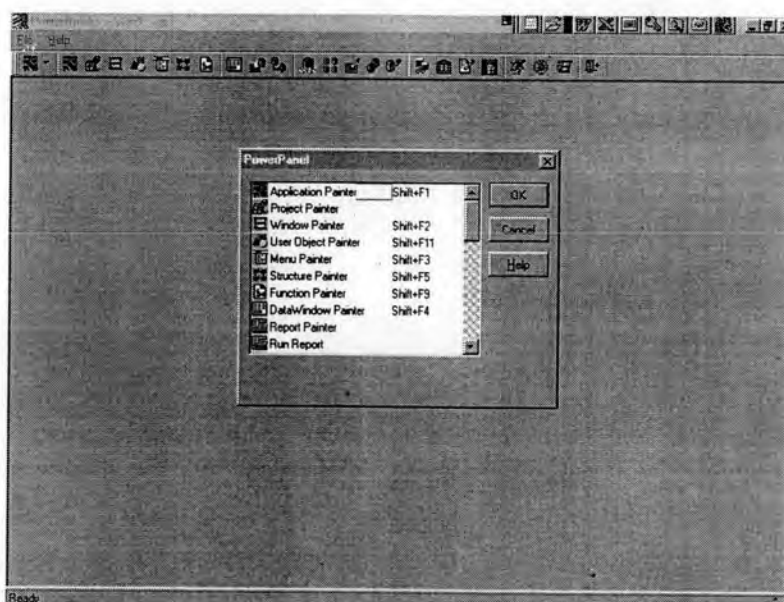 File Help
PowerPanel
Application Painter Shift+F1
Project Painter
Window Painter Shift+F2
User Object Painter Shift+F11
Menu Painter Shift+F3
Structure Painter Shift+F5
Function Painter Shift+F9
DataWindow Painter Shift+F4
Report Painter
Run Report
OK
Cancel
Help
Ready